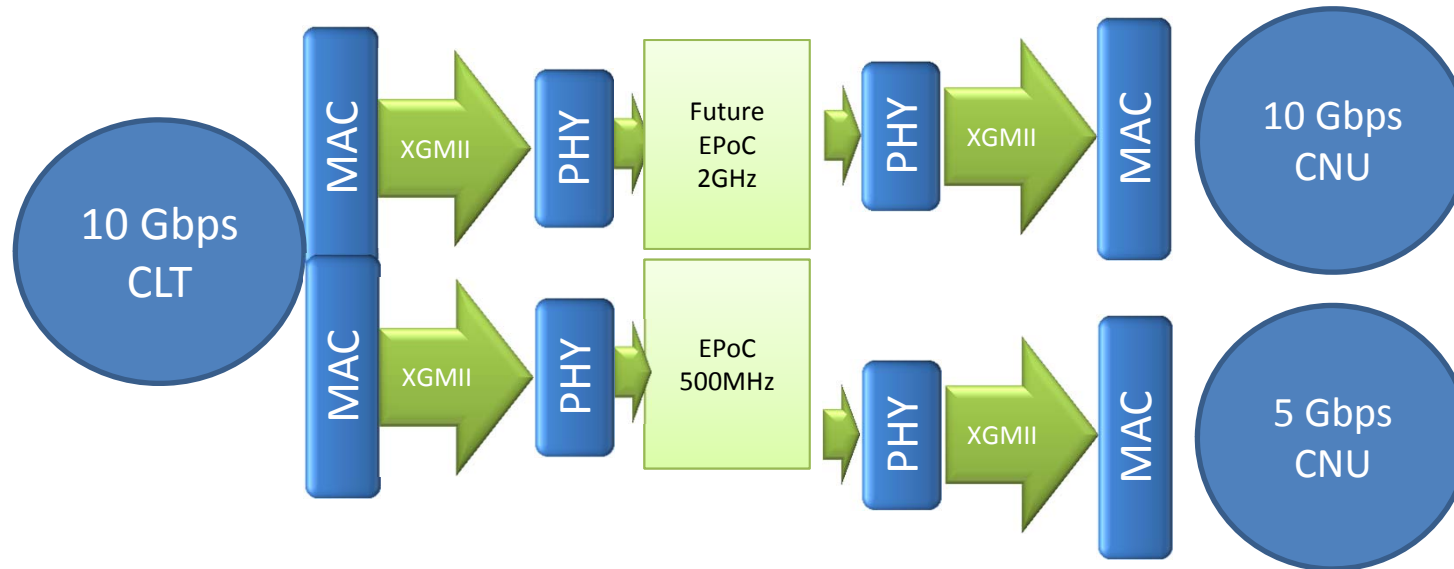 10 Gbps
CLT
MAC
XGMII
PHY
Future
EPoC
2GHz
PHY
XGMII
MAC
10 Gbps
CNU
MAC
XGMII
PHY
EPoC
500MHz
PHY
XGMII
MAC
5 Gbps
CNU